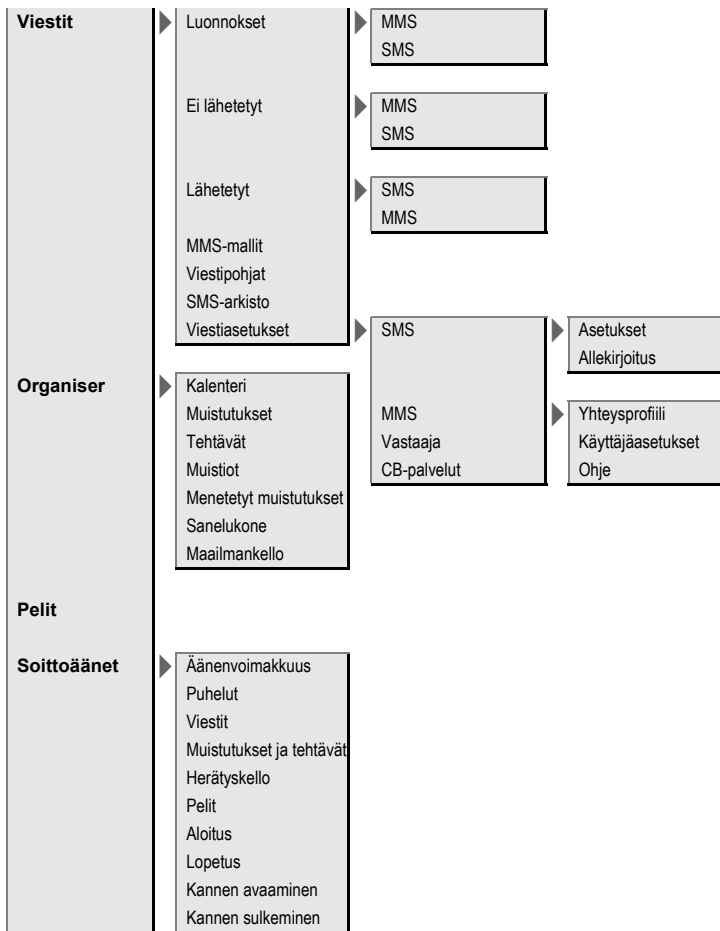 Viestit
Luonnokset
MMS
SMS
Ei lähetetyt
MMS
SMS
Lähetetyt
SMS
MMS
MMS-mallit
Viestipohjat
SMS-arkisto
Viestiasetukset
SMS
Asetukset
Allekirjoitus
MMS
Yhteysprofiili
Käyttäjäasetukset
Ohje
Vastaaja
CB-palvelut
Organiser
Kalenteri
Muistutukset
Tehtävät
Muistiot
Menetetyt muistutukset
Sanelukone
Maailmankello
Pelit
Soittoäänet
Äänenvoimakkuus
Puhelut
Viestit
Muistutukset ja tehtävät
Herätyskello
Pelit
Aloitus
Lopetus
Kannen avaaminen
Kannen sulkeminen